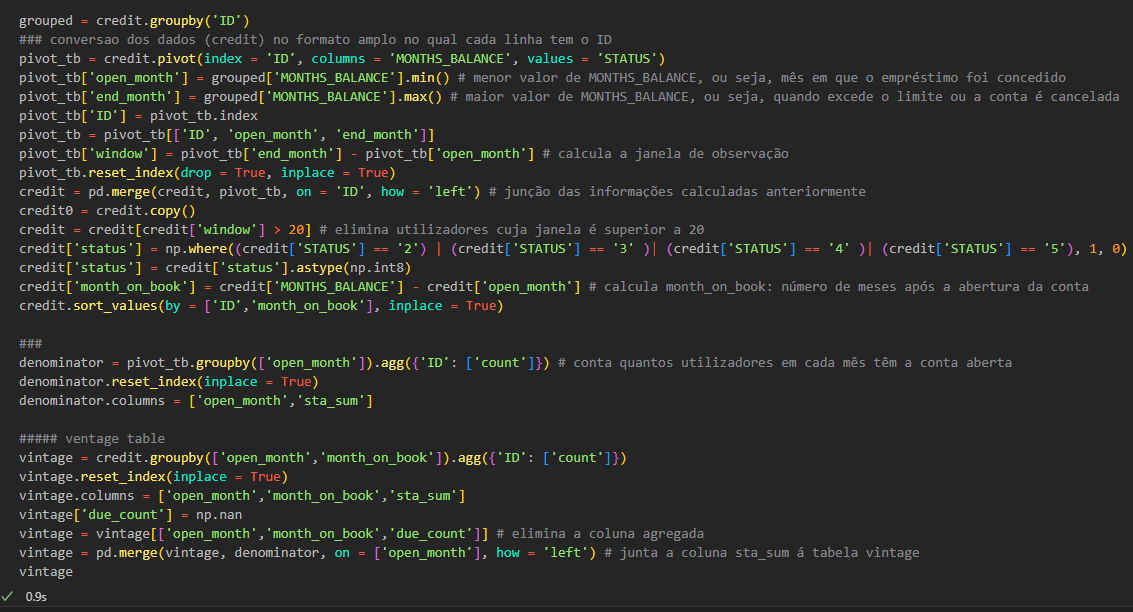 grouped = credit.groupby('ID')
### conversao dos dados (credit) no formato amplo no qual cada linha tem o ID
pivot_tb = credit.pivot(index = 'ID', columns = 'MONTHS_BALANCE', values = 'STATUS')
pivot_tb['open_month'] = grouped['MONTHS_BALANCE'].min() # menor valor de MONTHS_BALANCE, ou seja, mês em que o empréstimo foi concedido
pivot_tb['end_month'] = grouped['MONTHS_BALANCE'].max() # maior valor de MONTHS_BALANCE, ou seja, quando excede o limite ou a conta é cancelada
pivot_tb['ID'] = pivot_tb.index
pivot_tb = pivot_tb[['ID', 'open_month', 'end_month']]
pivot_tb['window'] = pivot_tb['end_month'] - pivot_tb['open_month'] # calcula a janela de observação
pivot_tb.reset_index(drop = True, inplace = True)
credit = pd.merge(credit, pivot_tb, on = 'ID', how = 'left') # junção das informações calculadas anteriormente
credit0 = credit.copy()
credit = credit[credit['window'] > 20] # elimina utilizadores cuja janela é superior a 20
credit['status'] = np.where((credit['STATUS'] == '2') | (credit['STATUS'] == '3' )| (credit['STATUS'] == '4' )| (credit['STATUS'] == '5'), 1, 0)
credit['status'] = credit['status'].astype(np.int8)
credit['month_on_book'] = credit['MONTHS_BALANCE'] - credit['open_month'] # calcula month_on_book: número de meses após a abertura da conta
credit.sort_values(by = ['ID','month_on_book'], inplace = True)
###
denominator = pivot_tb.groupby(['open_month']).agg({'ID': ['count']}) # conta quantos utilizadores em cada mês têm a conta aberta
denominator.reset_index(inplace = True)
denominator.columns = ['open_month','sta_sum']
##### ventage table
vintage = credit.groupby(['open_month','month_on_book']).agg({'ID': ['count']})
vintage.reset_index(inplace = True)
vintage.columns = ['open_month','month_on_book','sta_sum']
vintage['due_count'] = np.nan
vintage = vintage[['open_month','month_on_book','due_count']] # elimina a coluna agregada
vintage = pd.merge(vintage, denominator, on = ['open_month'], how = 'left') # junta a coluna sta_sum á tabela vintage
vintage
0.9s